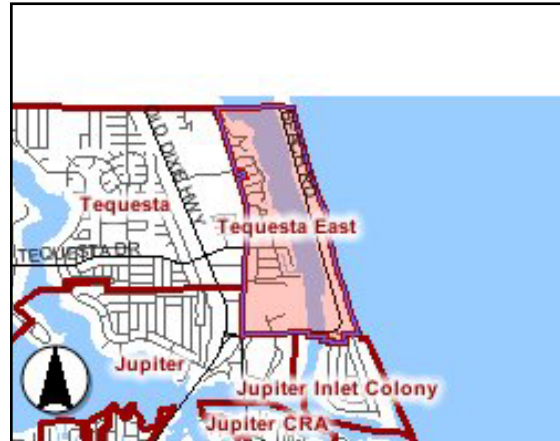 OLD DIXIE HWY
Tequesta
Tequesta East
TEQUESTA DR
Jupiter
Jupiter Inlet Colony
Jupiter CRA